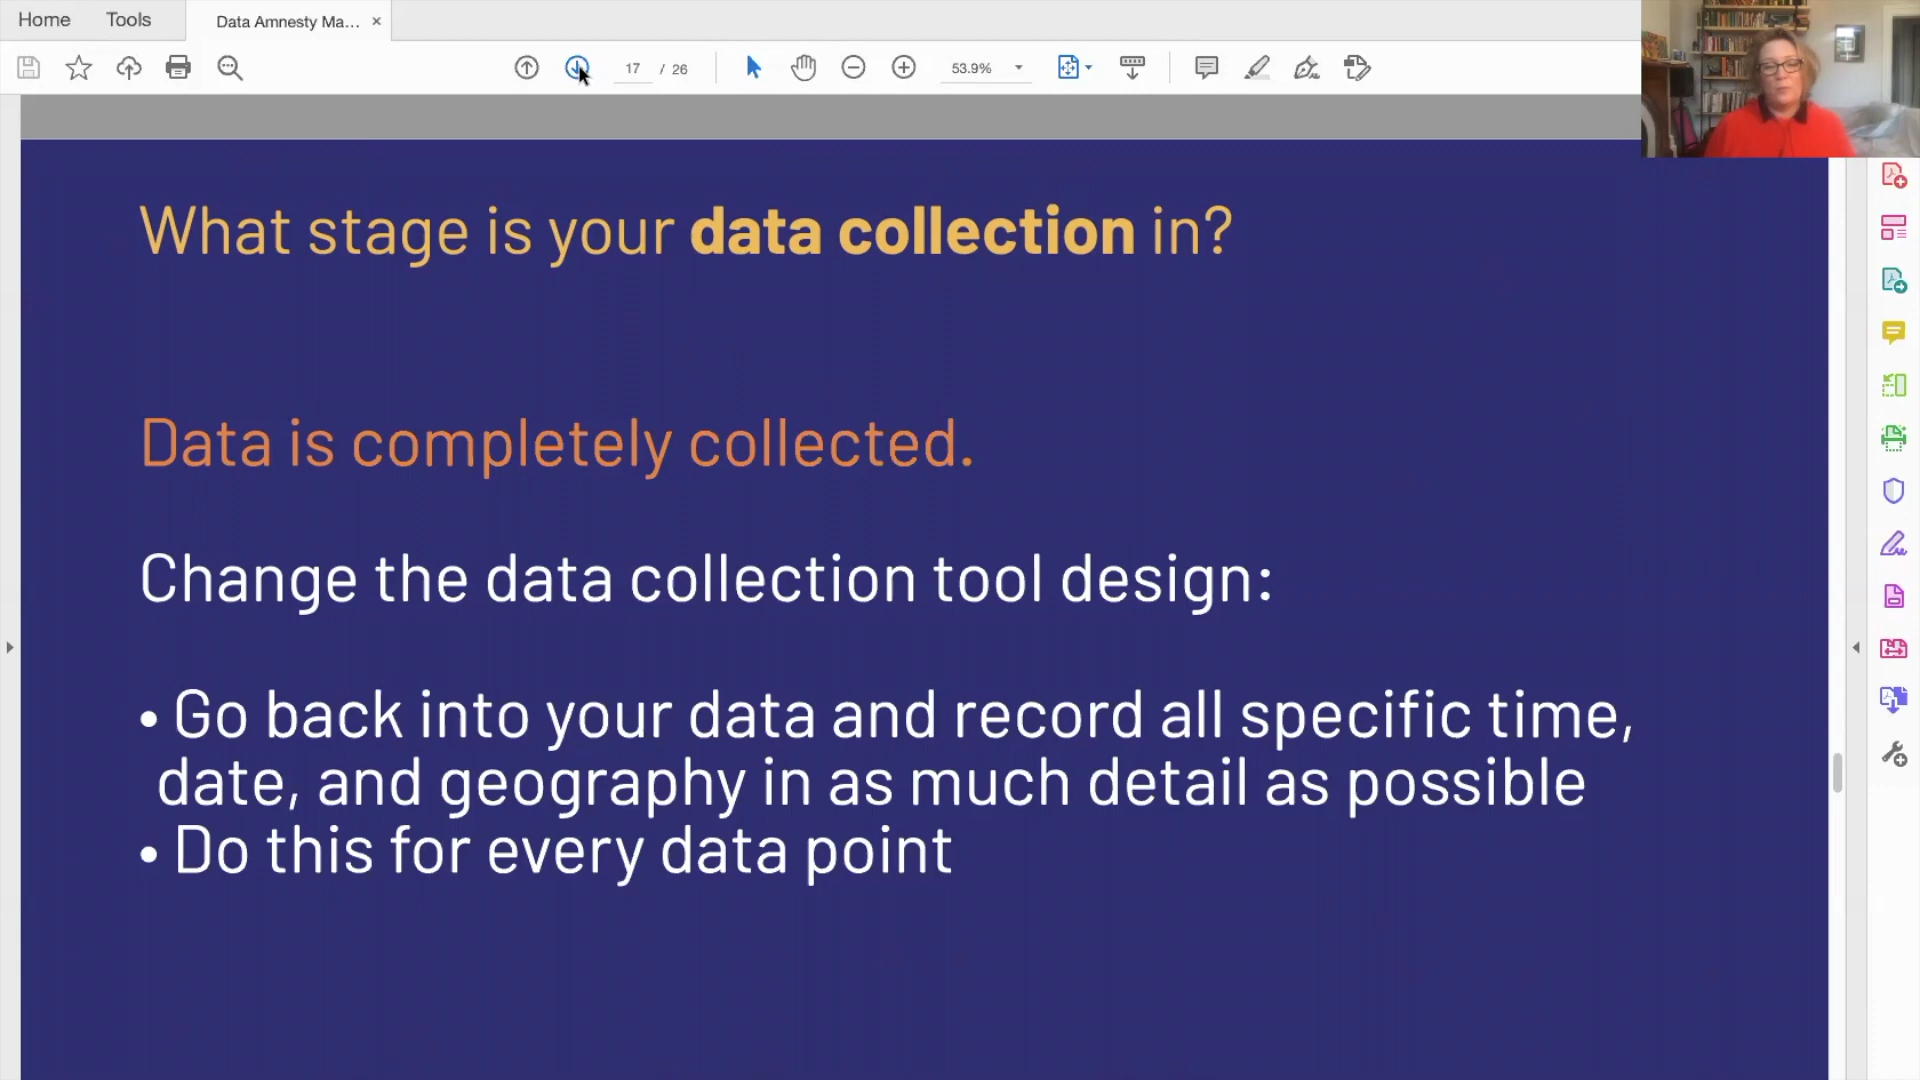 Home
Tools
Data Amnesty Ma...
17 / 26
53.9%
What stage is your data collection in?
Data is completely collected.
Change the data collection tool design:
• Go back into your data and record all specific time,
date, and geography in as much detail as possible
• Do this for every data point